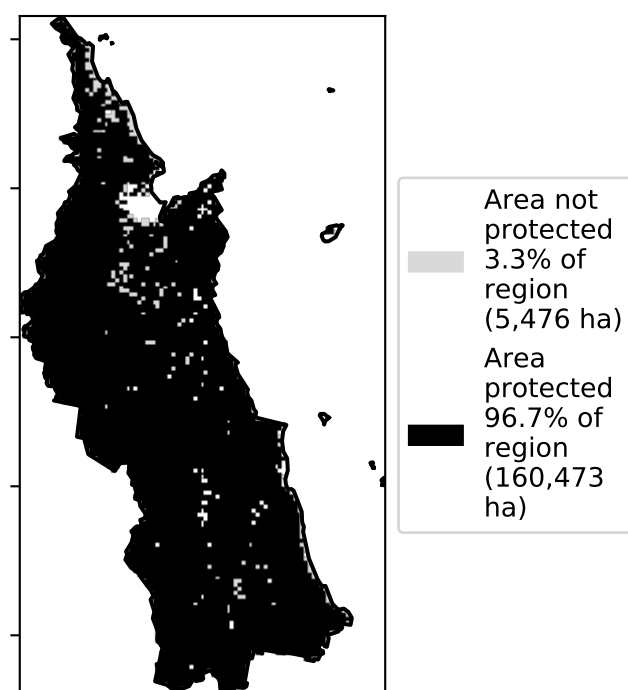 Area not
protected
3.3% of
region
(5,476 ha)
Area
protected
96.7% of
region
(160,473
ha)